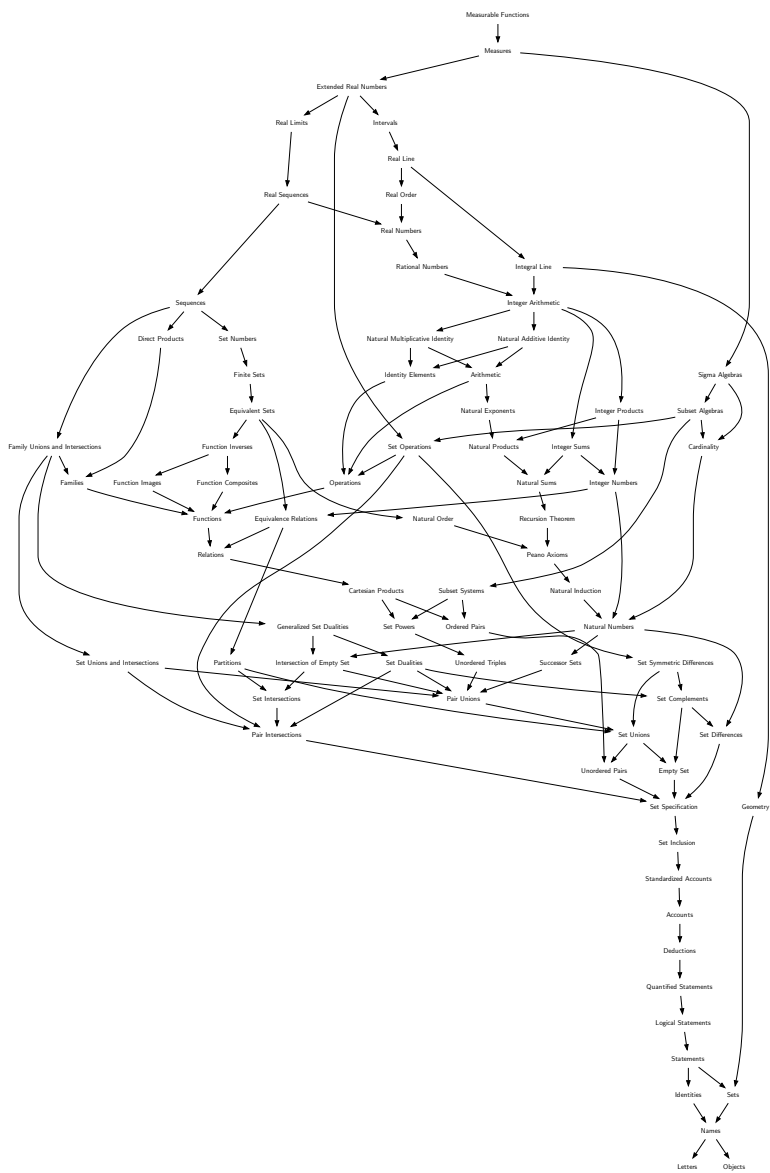 Measurable Functions
Measures
Extended Real Numbers
Real Limits
Intervals
Real Line
Real Sequences
Real Order
Real Numbers
Rational Numbers
Integral Line
Sequences
Integer Arithmetic
Direct Products
Set Numbers
Natural Multiplicative Identity
Natural Additive Identity
Finite Sets
Identity Elements
Arithmetic
Sigma Algebras
Equivalent Sets
Natural Exponents
Integer Products
Subset Algebras
Family Unions and Intersections
Function Inverses
Set Operations
Natural Products
Integer Sums
Cardinality
Families
Function Images
Function Composites
Operations
Natural Sums
Integer Numbers
Functions
Equivalence Relations
Natural Order
Recursion Theorem
Relations
Peano Axioms
Cartesian Products
Subset Systems
Natural Induction
Generalized Set Dualities
Set Powers
Ordered Pairs
Natural Numbers
Set Unions and Intersections
Partitions
Intersection of Empty Set
Set Dualities
Unordered Triples
Successor Sets
Set Symmetric Differences
Set Intersections
Pair Unions
Set Complements
Pair Intersections
Set Unions
Set Differences
Unordered Pairs
Empty Set
Set Specification
Geometry
Set Inclusion
Standardized Accounts
Accounts
Deductions
Quantified Statements
Logical Statements
Statements
Identities
Sets
Names
Letters
Objects